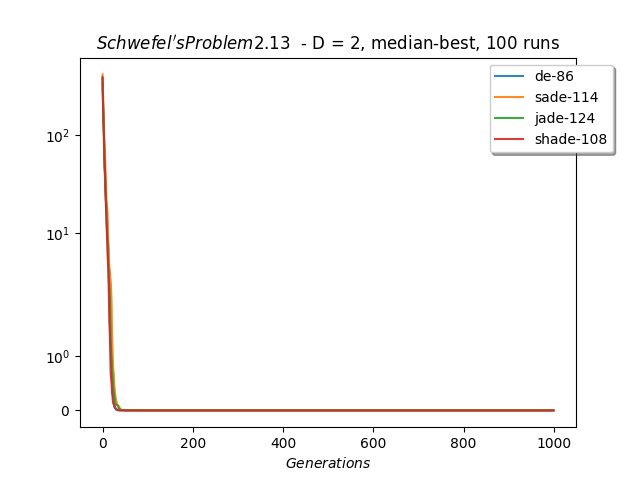 Schwefel'sProblem2.13 - D = 2, median-best, 100 runs
de-86
sade-114
jade-124
shade-108
10²
10¹
10⁰
0
0 200 400 600 800 1000
Generations